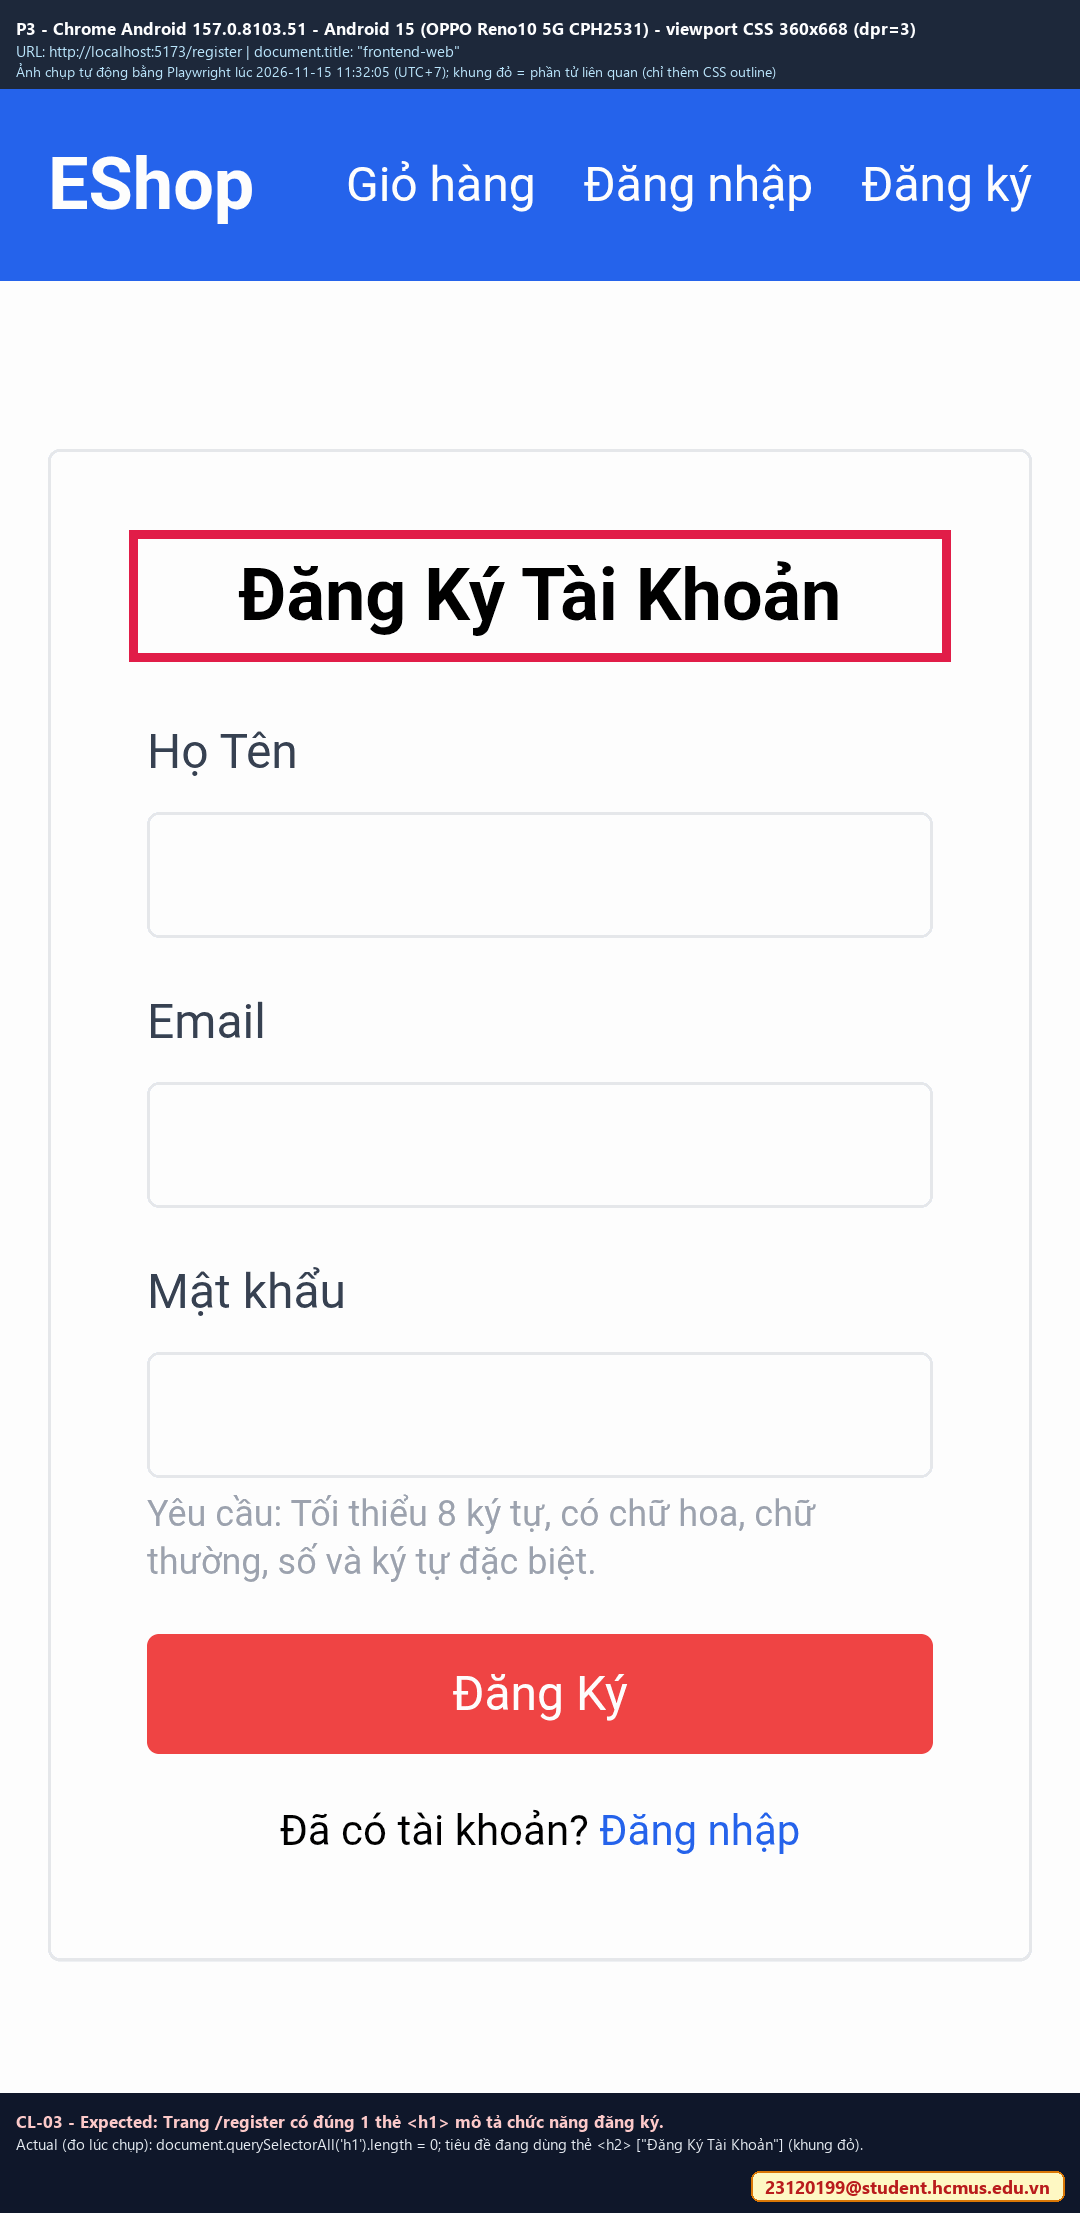 P3 - Chrome Android 157.0.8103.51 - Android 15 (OPPO Reno10 5G CPH2531) - viewport CSS 360x668 (dpr=3)
URL: http://localhost:5173/register | document.title: "frontend-web"
Ảnh chụp tự động bằng Playwright lúc 2026-11-15 11:32:05 (UTC+7); khung đỏ = phần tử liên quan (chỉ thêm CSS outline)
EShop Giỏ hàng Đăng nhập Đăng ký
Đăng Ký Tài Khoản
Họ Tên
Email
Mật khẩu
Yêu cầu: Tối thiểu 8 ký tự, có chữ hoa, chữ
thường, số và ký tự đặc biệt.
Đăng Ký
Đã có tài khoản? Đăng nhập
CL-03 - Expected: Trang /register có đúng 1 thẻ <h1> mô tả chức năng đăng ký.
Actual (đo lúc chụp): document.querySelectorAll('h1').length = 0; tiêu đề đang dùng thẻ <h2> ["Đăng Ký Tài Khoản"] (khung đỏ).
23120199@student.hcmus.edu.vn